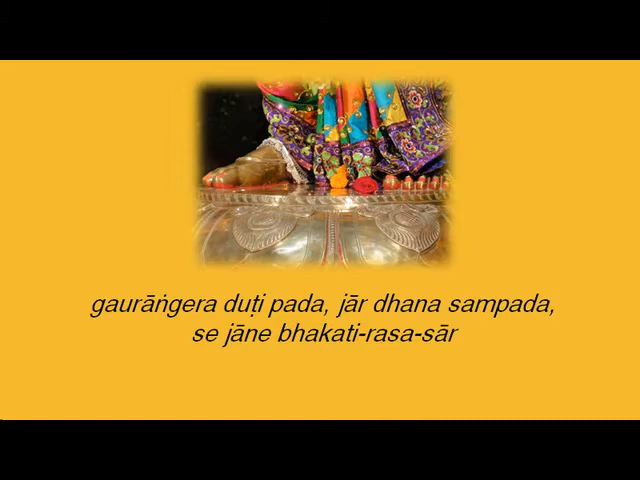 gaurāṅgera duṭi pada, jār dhana sampada,
se jāne bhakati-rasa-sār